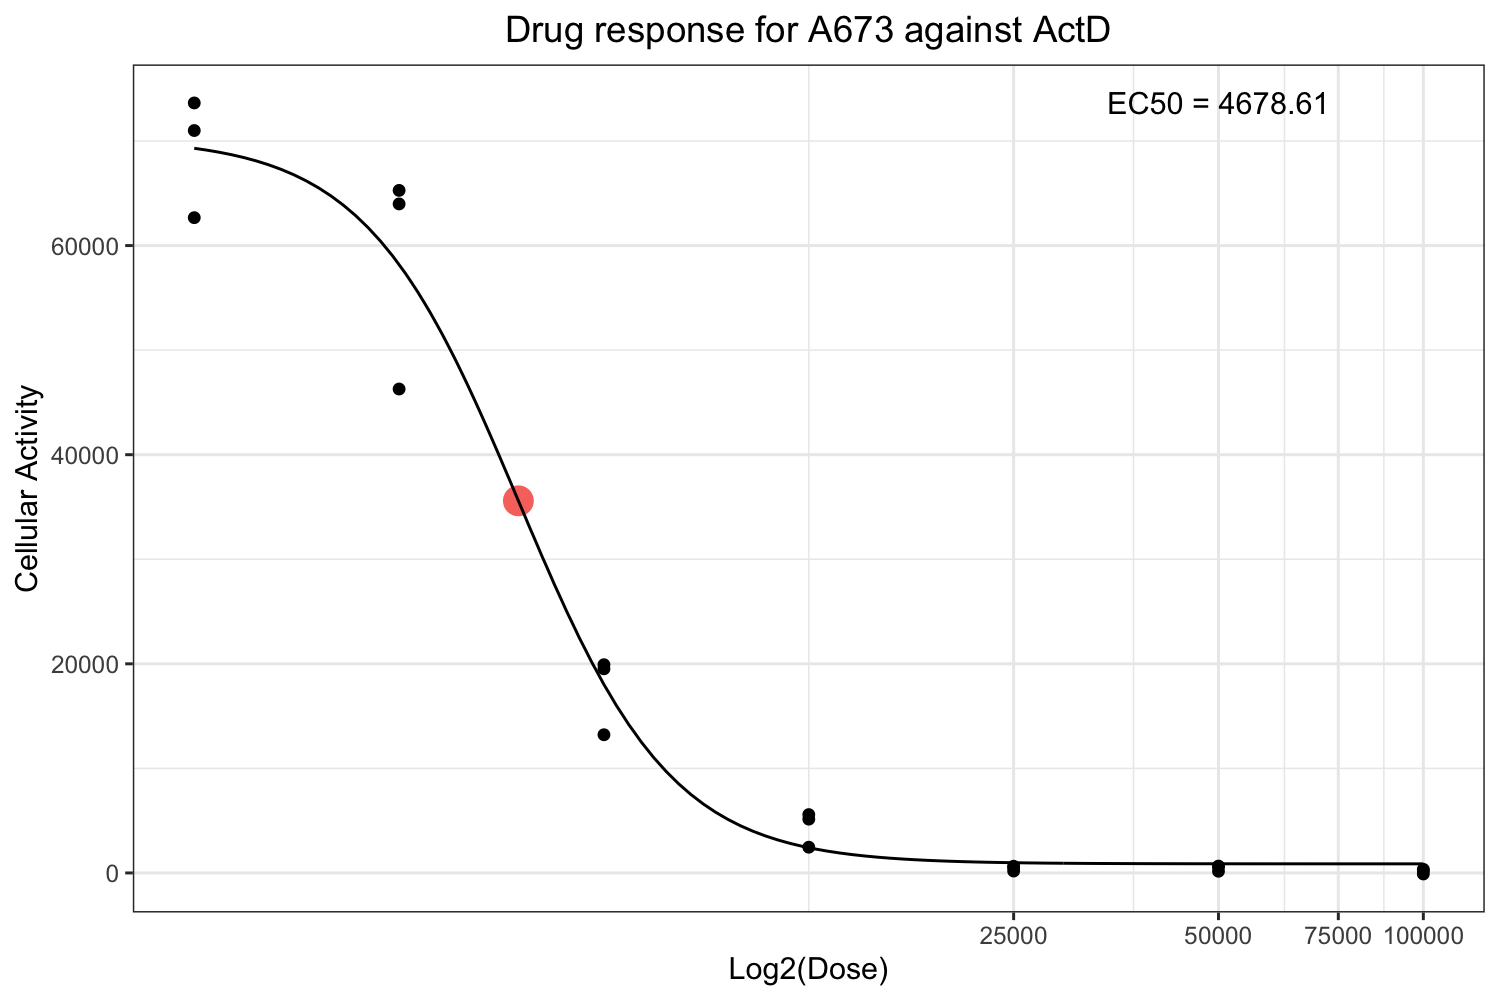 Drug response for A673 against ActD
EC50 = 4678.61
Cellular Activity
60000
40000
20000
0
25000 50000 75000 100000
Log2(Dose)